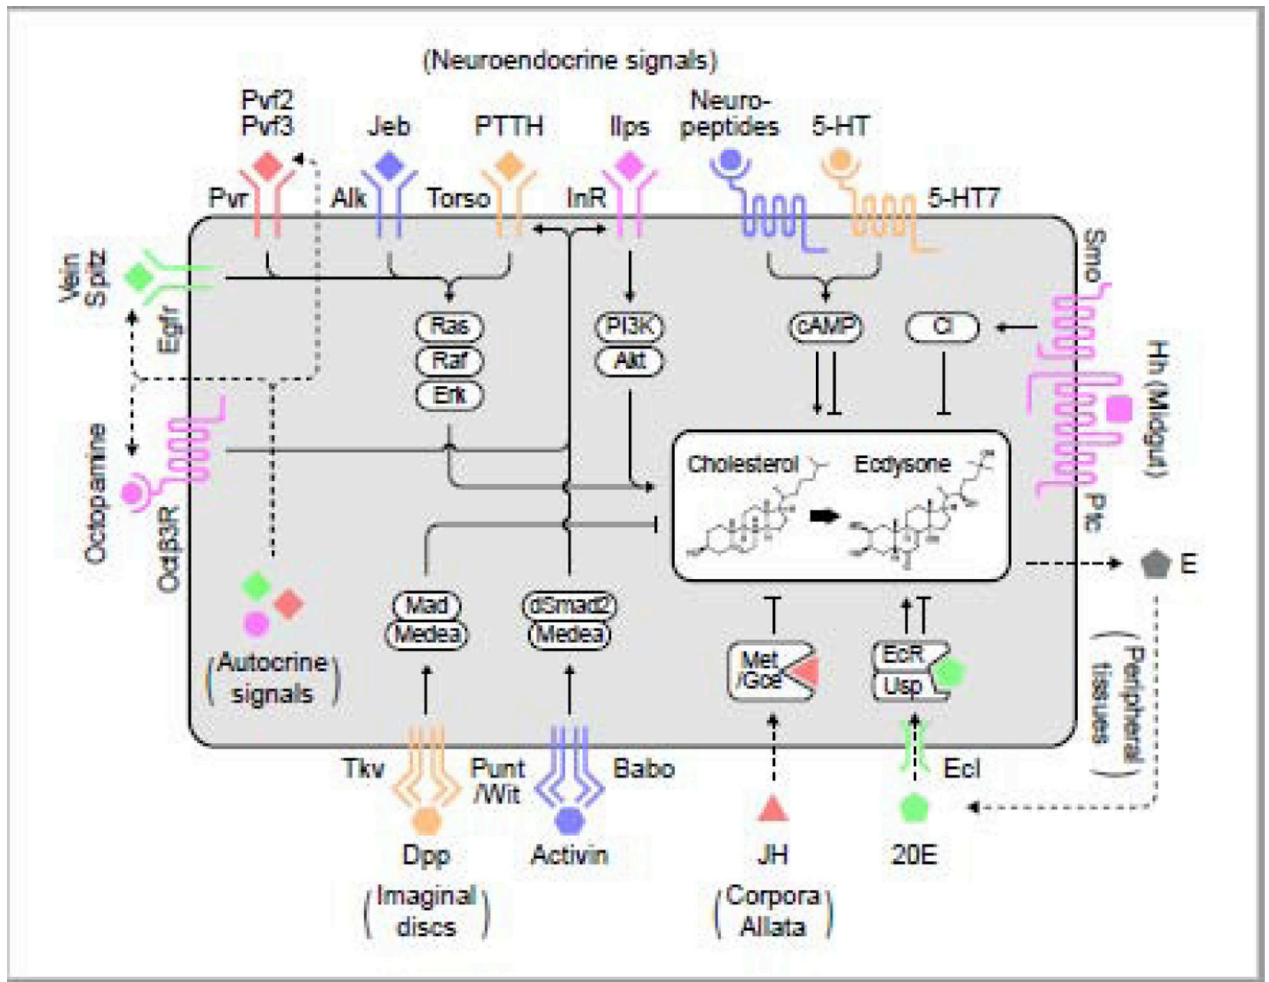 (Neuroendocrine signals)
Pvf2
Pvf3
Jeb
PTTH
Ilps
Neuro-
peptides
5-HT
Pvr
Alk
Torso
InR
5-HT7
Vein
Spitz
Egfr
Smo
Ras
Raf
Erk
PI3K
Akt
cAMP
CI
Hh (Midgut)
Ptc
Octopamine
Octβ3R
Cholesterol
Ecdysone
HO
E
(Autocrine
signals)
Mad
Medea
dSmad2
Medea
Met
/Gce
EcR
Usp
(Peripheral
tissues)
Tkv
Punt
/Wit
Babo
EcI
Dpp
Activin
JH
20E
(Imaginal
discs)
(Corpora
Allata)